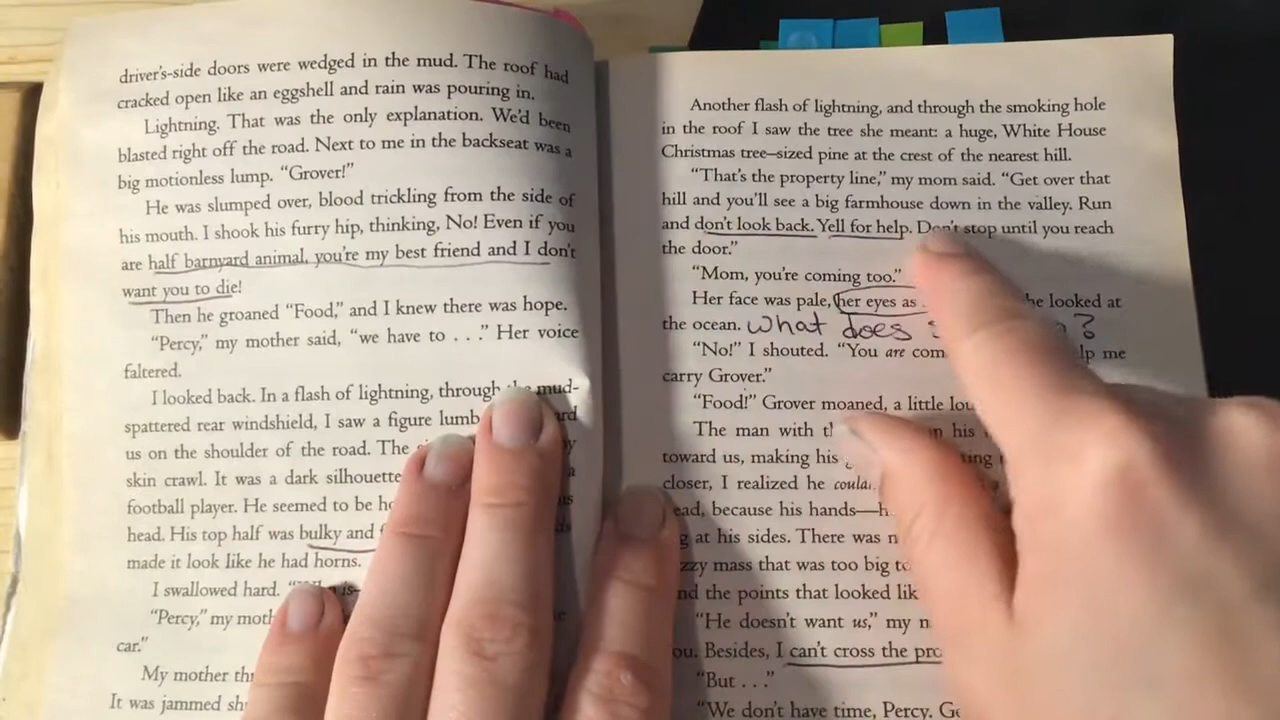 driver's-side doors were wedged in the mud. The roof had
cracked open like an eggshell and rain was pouring in.
Lightning. That was the only explanation. We'd been
blasted right off the road. Next to me in the backseat was a
big motionless lump. "Grover!"
He was slumped over, blood trickling from the side of
his mouth. I shook his furry hip, thinking, No! Even if you
are half barnyard animal, you're my best friend and I don't
want you to die!
Then he groaned "Food," and I knew there was hope.
"Percy," my mother said, "we have to . . ." Her voice
faltered.
I looked back. In a flash of lightning, through the mud-
spattered rear windshield, I saw a figure
us on the shoulder of the road. The
skin crawl. It was a dark silhouette
football player. He seemed to be
head. His top half was bulky and
made it look like he had horns.
I swallowed hard.
"Percy," my
car."
My mother
It was jammed
Another flash of lightning, and through the smoking hole
in the roof I saw the tree she meant: a huge, White House
Christmas tree–sized pine at the crest of the nearest hill.
"That's the property line," my mom said. "Get over that
hill and you'll see a big farmhouse down in the valley. Run
and don't look back. Yell for help. Don't stop until you reach
the door."
"Mom, you're coming too."
Her face was pale, her eyes as he looked at
the ocean. what does ?
"No!" I shouted. "You are me
carry Grover."
"Food!" Grover moaned, a little
The man with in his
toward us, making his
closer, I realized he
because his hands—
at his sides. There was
mass that was too big
the points that looked
"He doesn't want us," my
Besides, I can't cross the
"But . . ."
"We don't have time, Percy.